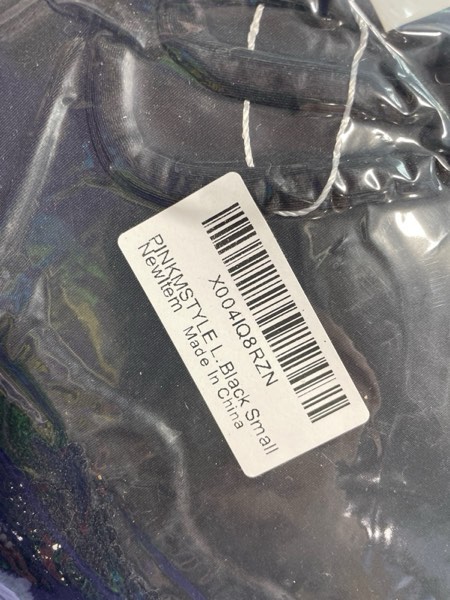 X004IQ8RZN
PINKMSTYLE L.Black Small
NewItem Made In China